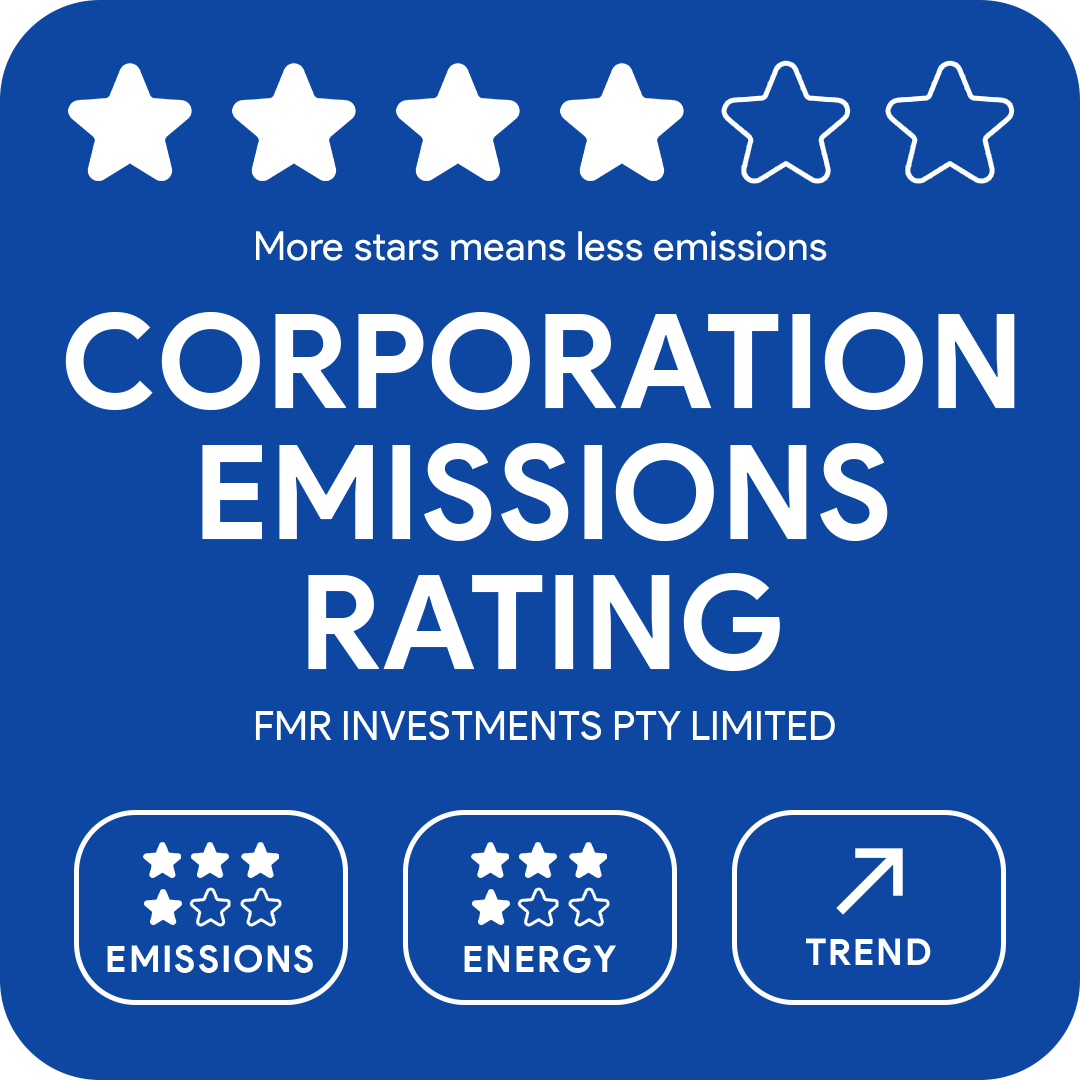 More stars means less emissions
CORPORATION
EMISSIONS
RATING
FMR INVESTMENTS PTY LIMITED
EMISSIONS
ENERGY
TREND